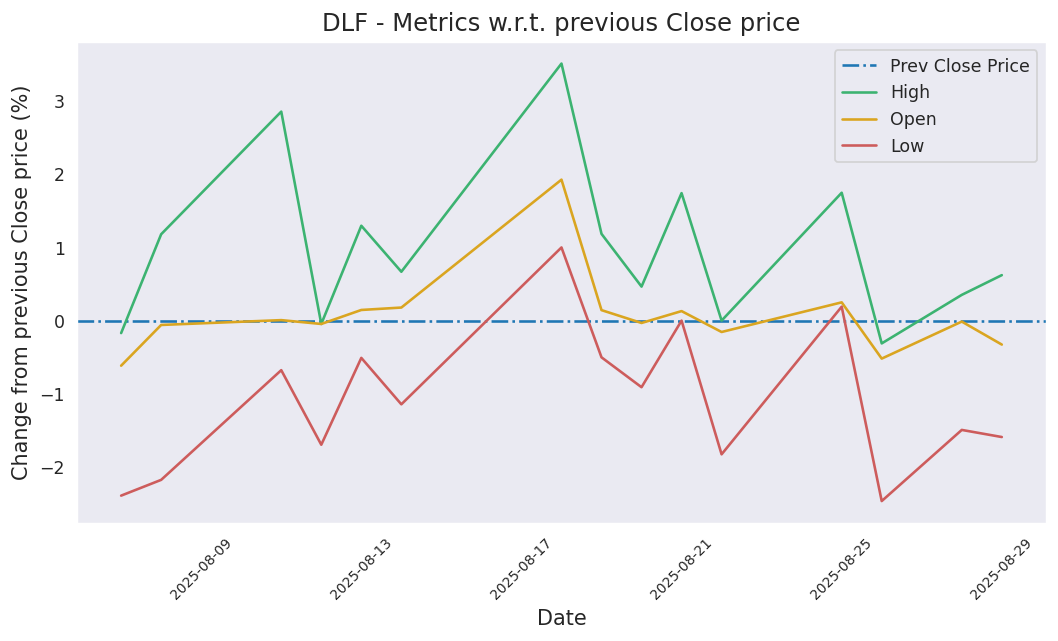 DLF - Metrics w.r.t. previous Close price
Prev Close Price
High
Open
Low
Change from previous Close price (%)
3
2
1
0
−1
−2
2025-08-09
2025-08-13
2025-08-17
2025-08-21
2025-08-25
2025-08-29
Date